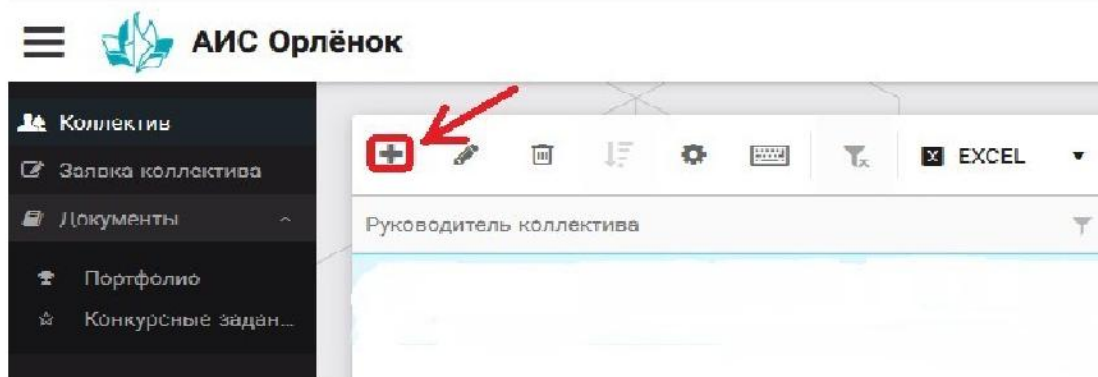 АИС Орлёнок
Коллектив
Заявка коллектива
Документы
Портфолио
Конкурсные задан...
EXCEL
Руководитель коллектива